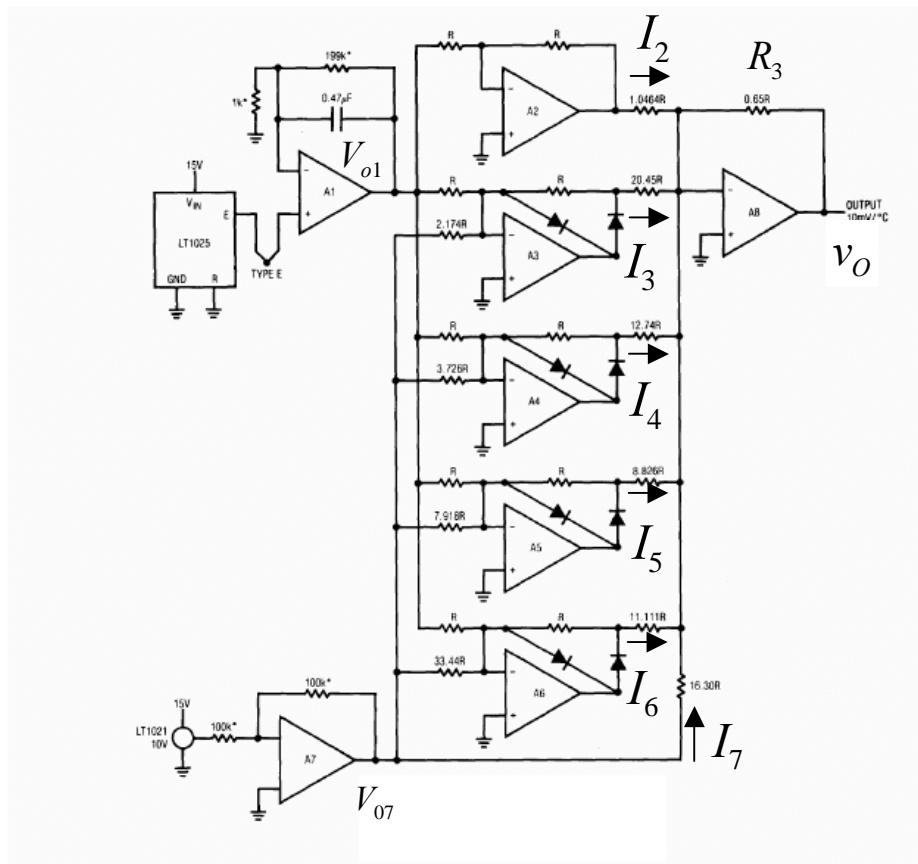 R R I2 R3
199k*
1k* 0.47µF 1.0464R 0.65R
- A2 +
Vo1
15V - A1 + R R 20.45R - A8 + OUTPUT
VIN E 10mV/°C
LT1025 2.174R - A3 + I3 vO
TYPE E
GND R
R R 12.74R
3.726R - A4 + I4
R R 8.826R
7.918R - A5 + I5
R R 11.111R
33.44R - A6 + I6 16.30R
100k*
15V
LT1021 100k* I7
10V - A7
V07